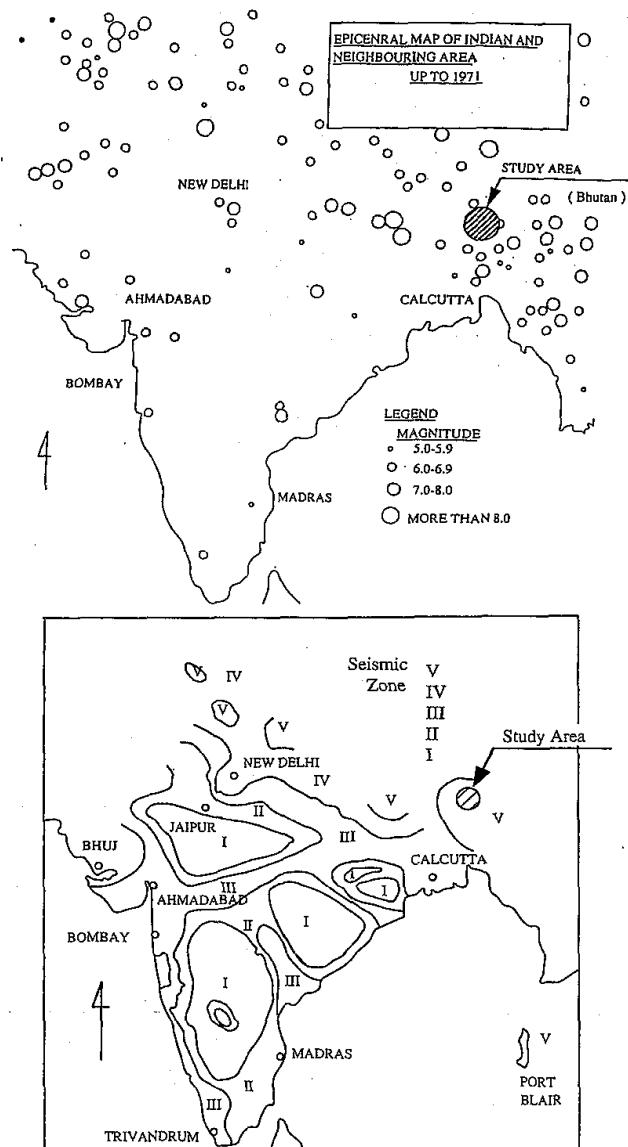 EPICENRAL MAP OF INDIAN AND
NEIGHBOURING AREA
UP TO 1971
STUDY AREA
( Bhutan )
NEW DELHI
AHMADABAD
CALCUTTA
BOMBAY
LEGEND
MAGNITUDE
5.0-5.9
6.0-6.9
7.0-8.0
MORE THAN 8.0
MADRAS
Seismic
Zone
V
IV
III
II
I
V
IV
V
V
Study Area
NEW DELHI
IV
V
V
II
JAIPUR
I
III
BHUJ
CALCUTTA
I
I
III
AHMADABAD
BOMBAY
II
I
I
III
V
MADRAS
PORT
BLAIR
II
III
TRIVANDRUM